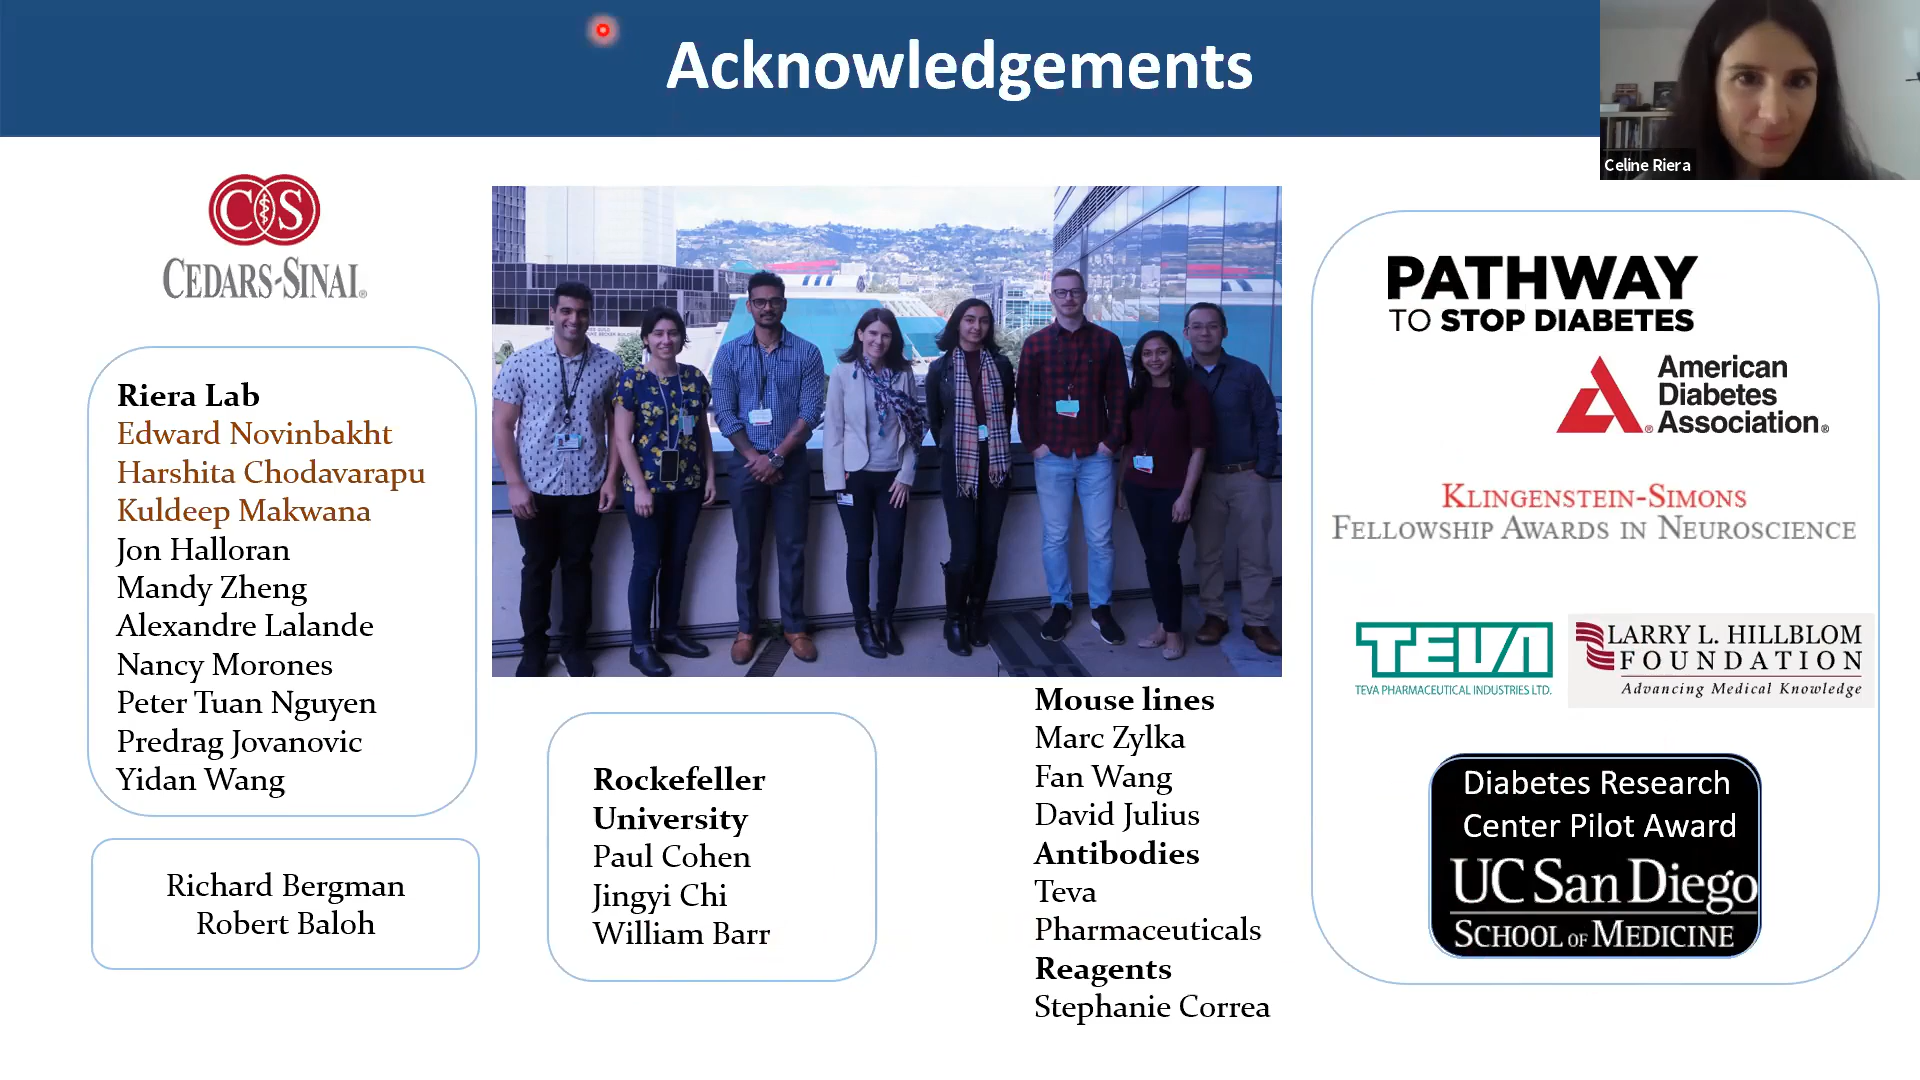 Acknowledgements
Celine Riera
CS
CEDARS-SINAI®
Riera Lab
Edward Novinbakht
Harshita Chodavarapu
Kuldeep Makwana
Jon Halloran
Mandy Zheng
Alexandre Lalande
Nancy Morones
Peter Tuan Nguyen
Predrag Jovanovic
Yidan Wang
Richard Bergman
Robert Baloh
Rockefeller
University
Paul Cohen
Jingyi Chi
William Barr
Mouse lines
Marc Zylka
Fan Wang
David Julius
Antibodies
Teva
Pharmaceuticals
Reagents
Stephanie Correa
PATHWAY
TO STOP DIABETES
American
Diabetes
Association®
KLINGENSTEIN-SIMONS
FELLOWSHIP AWARDS IN NEUROSCIENCE
TEVA
TEVA PHARMACEUTICAL INDUSTRIES LTD.
LARRY L. HILLBLOM
FOUNDATION
Advancing Medical Knowledge
Diabetes Research
Center Pilot Award
UC San Diego
SCHOOL OF MEDICINE